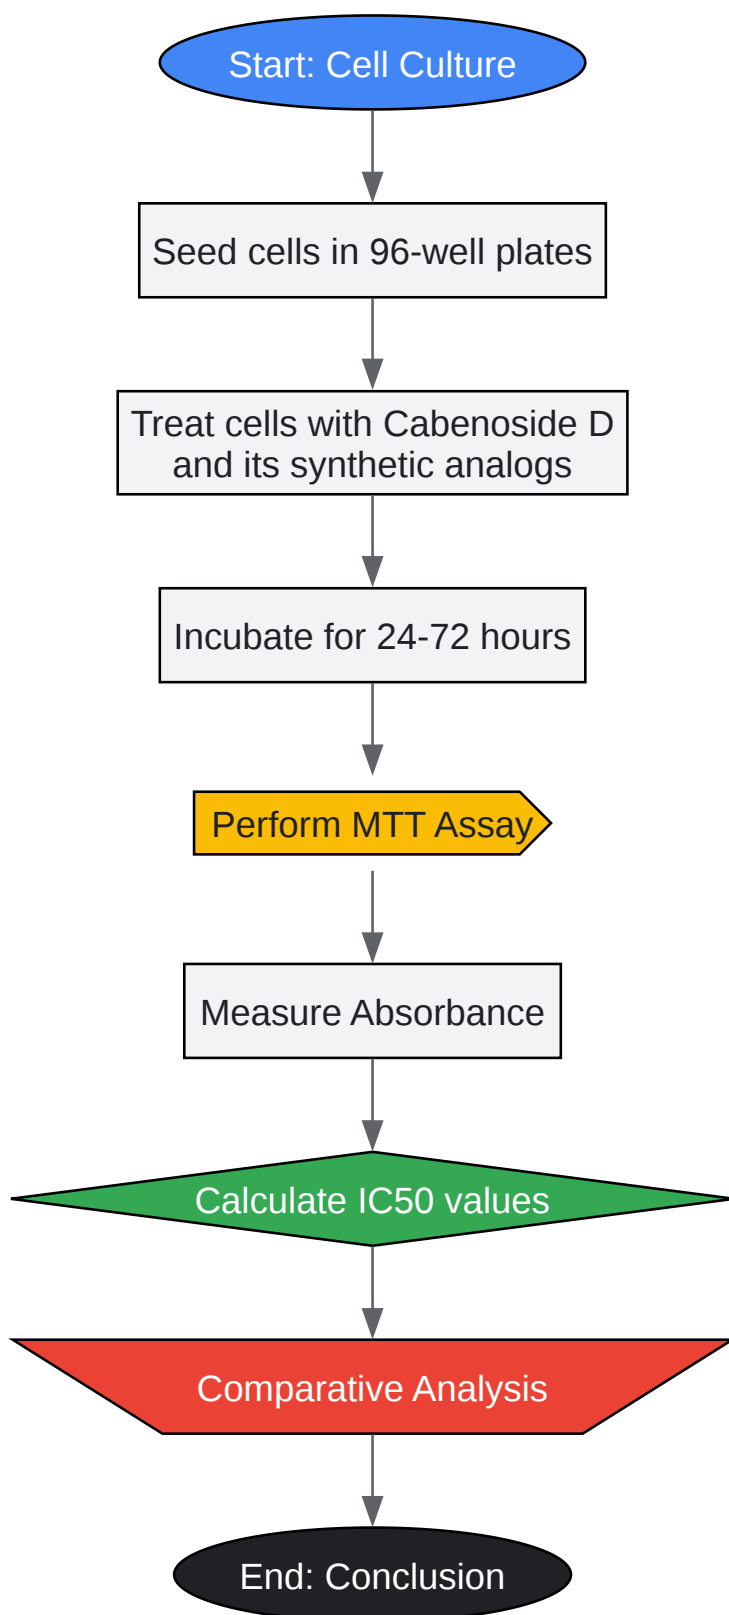 Start: Cell Culture
Seed cells in 96-well plates
Treat cells with Cabenoside D
and its synthetic analogs
Incubate for 24-72 hours
Perform MTT Assay
Measure Absorbance
Calculate IC50 values
Comparative Analysis
End: Conclusion